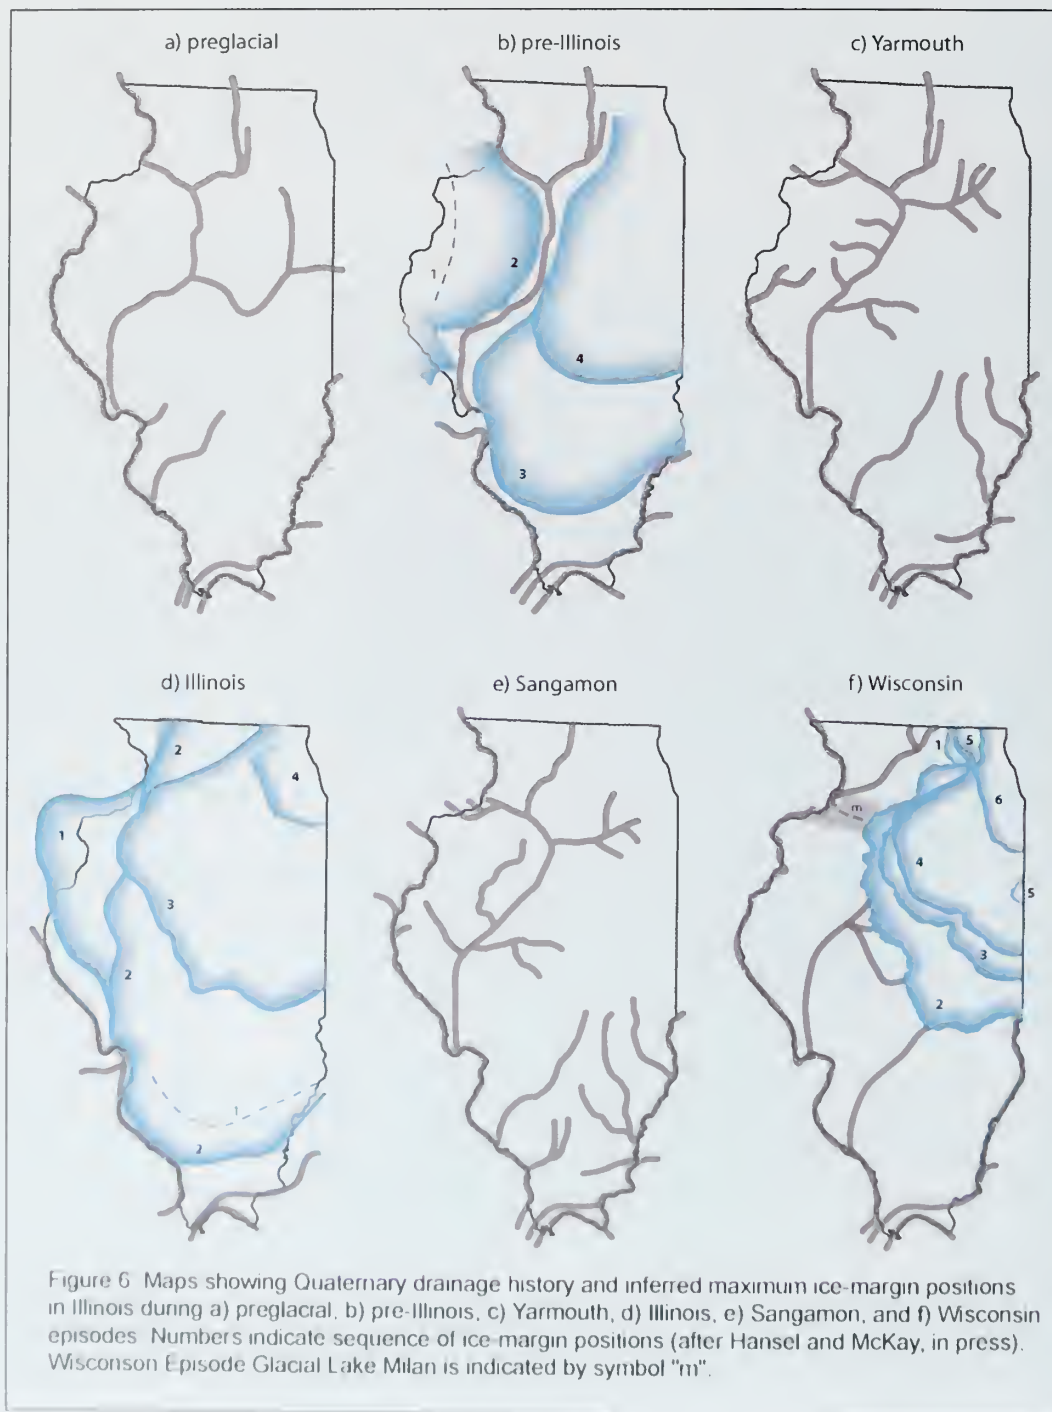 a) preglacial
b) pre-Illinois
c) Yarmouth
1
2
4
3
d) Illinois
e) Sangamon
f) Wisconsin
2
4
1
3
2
1
2
1
5
m
6
4
5
3
2
Figure 6 Maps showing Quaternary drainage history and inferred maximum ice-margin positions
in Illinois during a) preglacial, b) pre-Illinois, c) Yarmouth, d) Illinois, e) Sangamon, and f) Wisconsin
episodes Numbers indicate sequence of ice-margin positions (after Hansel and McKay, in press).
Wisconson Episode Glacial Lake Milan is indicated by symbol "m".